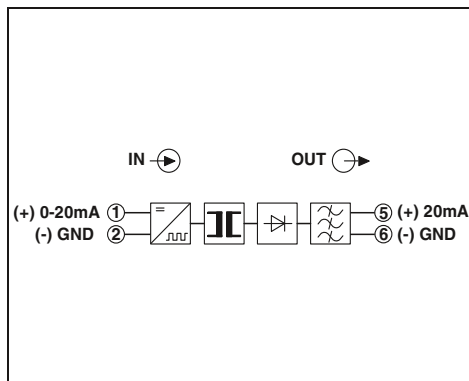 IN OUT
(+) 0-20mA 1 5 (+) 20mA
(-) GND 2 6 (-) GND